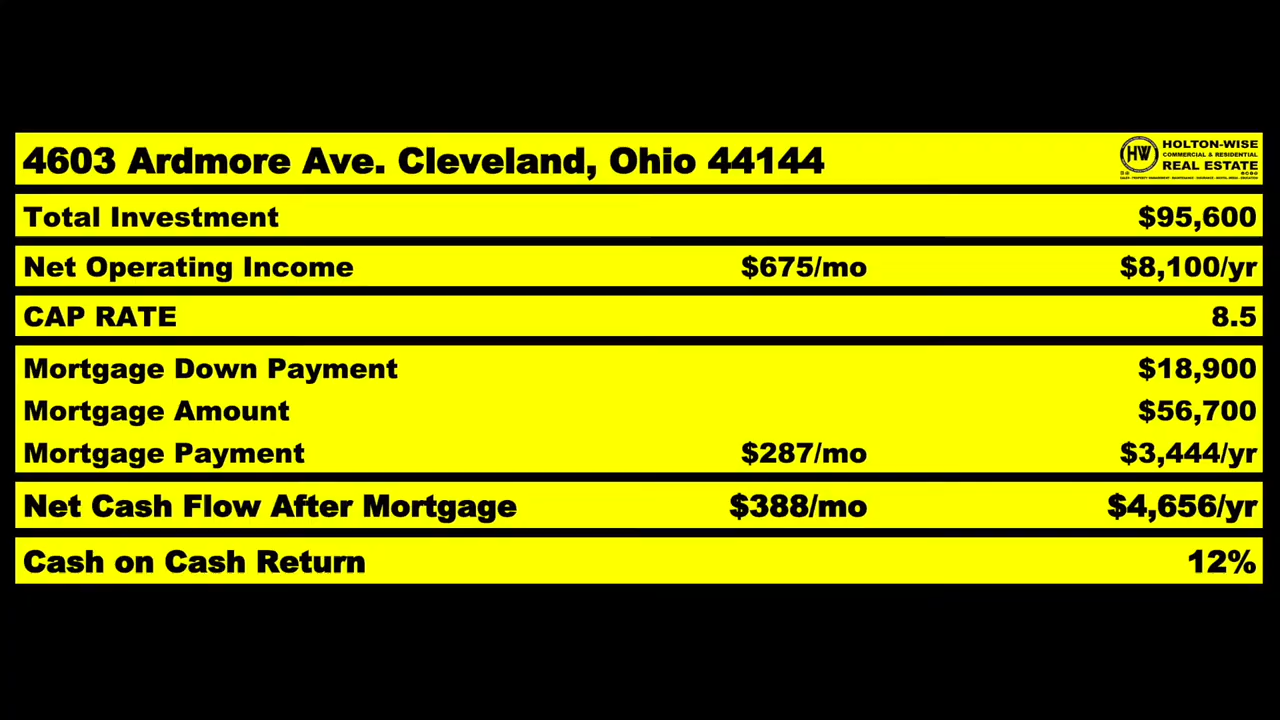 4603 Ardmore Ave. Cleveland, Ohio 44144
HW
HOLTON-WISE
COMMERCIAL & RESIDENTIAL
REAL ESTATE
Total Investment $95,600
Net Operating Income $675/mo $8,100/yr
CAP RATE 8.5
Mortgage Down Payment $18,900
Mortgage Amount $56,700
Mortgage Payment $287/mo $3,444/yr
Net Cash Flow After Mortgage $388/mo $4,656/yr
Cash on Cash Return 12%